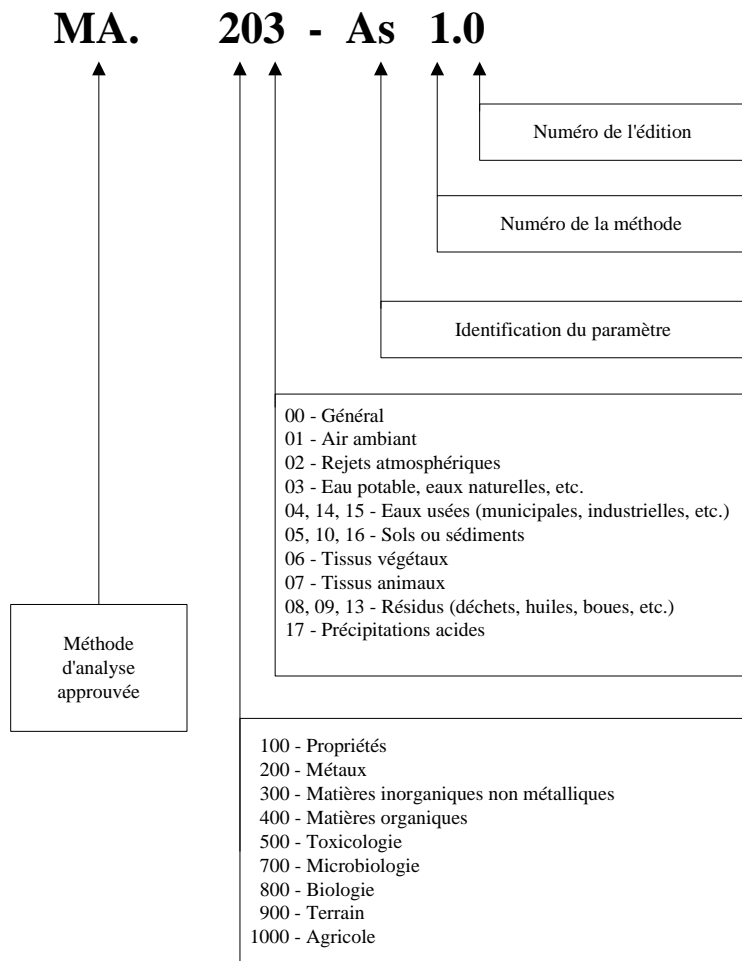 MA. 203 - As 1.0
Numéro de l'édition
Numéro de la méthode
Identification du paramètre
00 - Général
01 - Air ambiant
02 - Rejets atmosphériques
03 - Eau potable, eaux naturelles, etc.
04, 14, 15 - Eaux usées (municipales, industrielles, etc.)
05, 10, 16 - Sols ou sédiments
06 - Tissus végétaux
07 - Tissus animaux
08, 09, 13 - Résidus (déchets, huiles, boues, etc.)
17 - Précipitations acides
Méthode
d'analyse
approuvée
100 - Propriétés
200 - Métaux
300 - Matières inorganiques non métalliques
400 - Matières organiques
500 - Toxicologie
700 - Microbiologie
800 - Biologie
900 - Terrain
1000 - Agricole